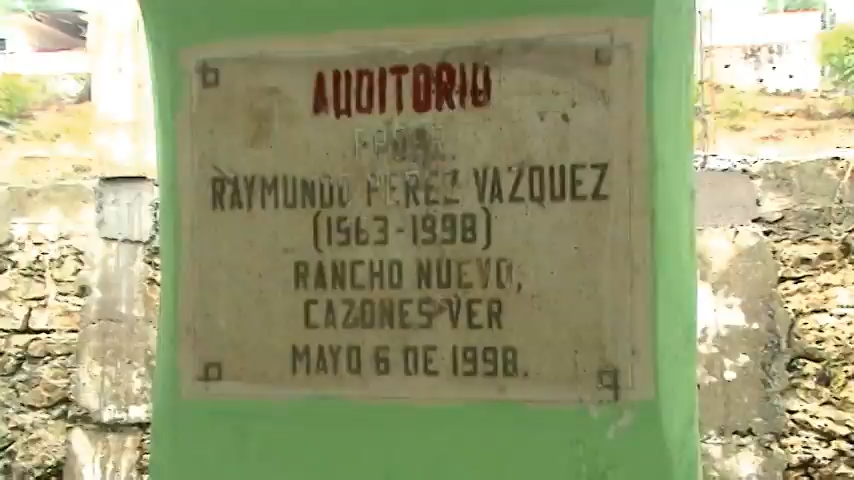 AUDITORIO
RAYMUNDO PEREZ VAZQUEZ
(1563-1998)
RANCHO NUEVO,
CAZONES VER
MAYO 6 DE 1998.